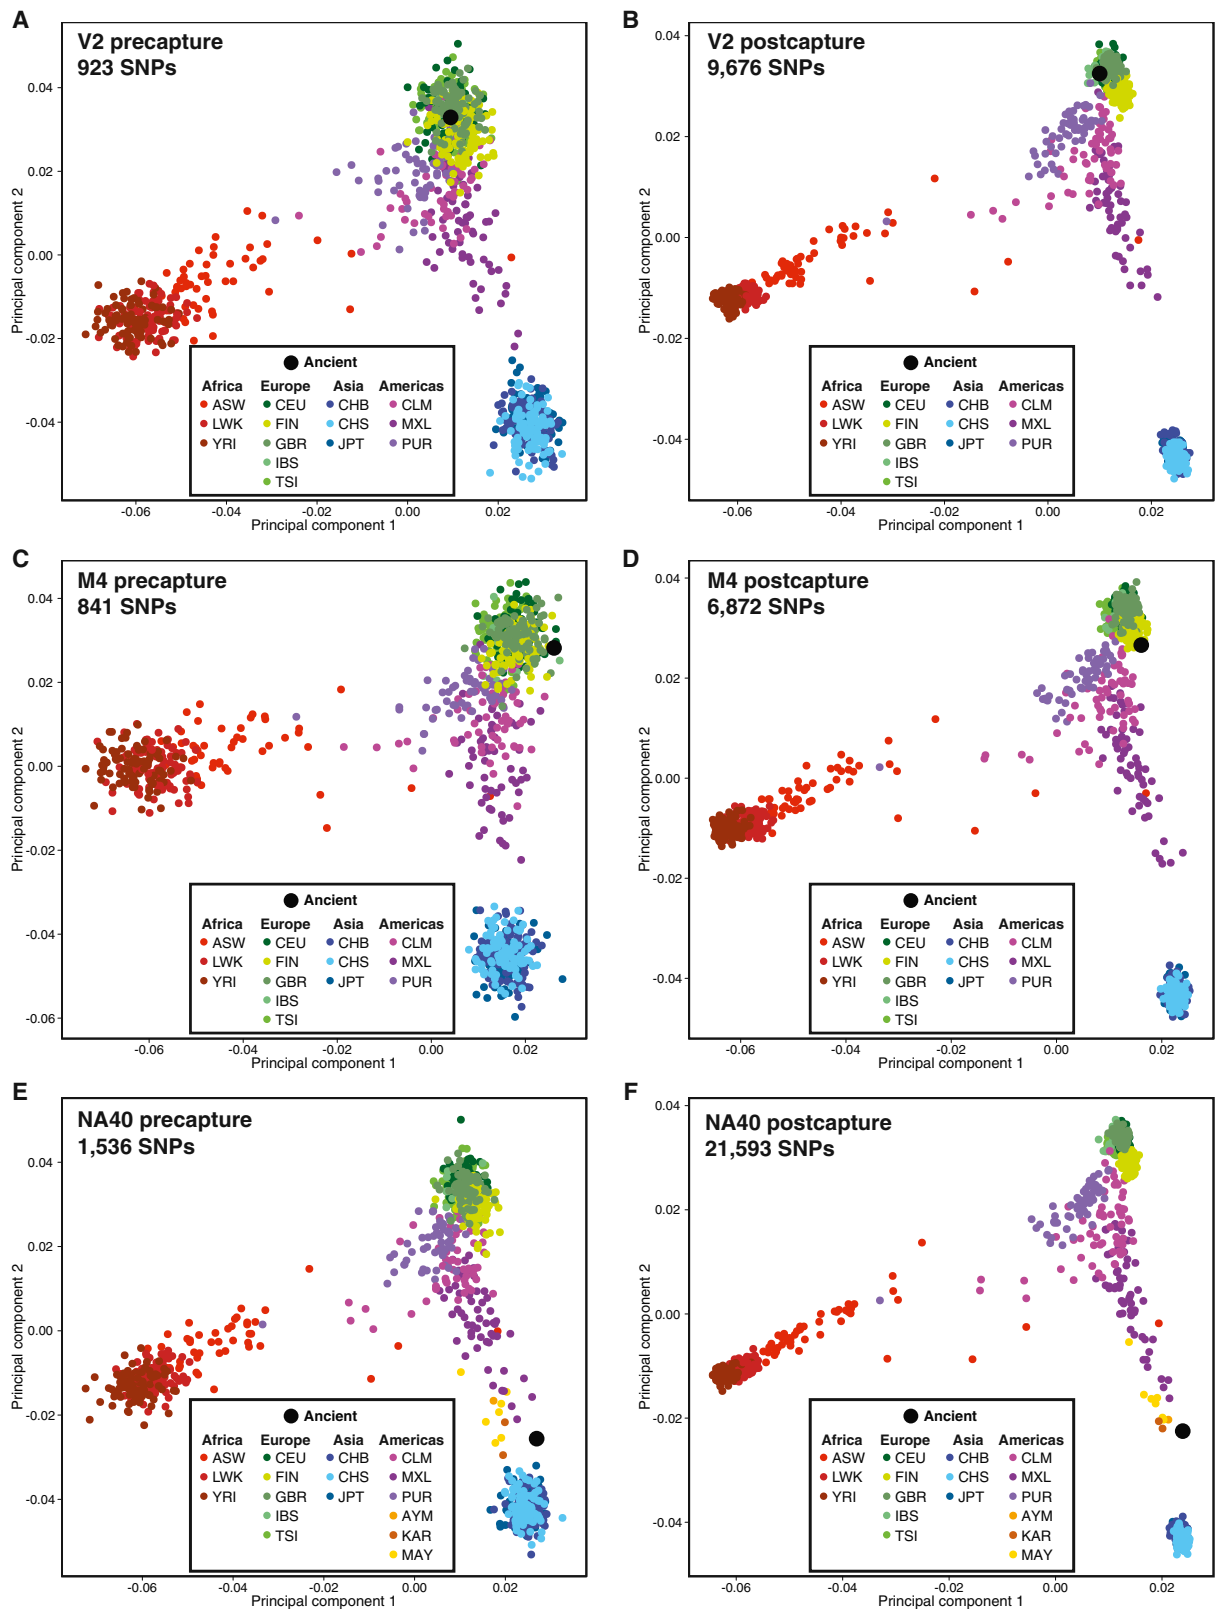 A
V2 precapture
923 SNPs
0.04
0.02
0.00
-0.02
-0.04
Principal component 2
-0.06
-0.04
-0.02
0.00
0.02
Principal component 1
Ancient
Africa Europe Asia Americas
ASW CEU CHB CLM
LWK FIN CHS MXL
YRI GBR JPT PUR
IBS
TSI
B
V2 postcapture
9,676 SNPs
0.04
0.02
0.00
-0.02
-0.04
Principal component 2
-0.06
-0.04
-0.02
0.00
0.02
Principal component 1
Ancient
Africa Europe Asia Americas
ASW CEU CHB CLM
LWK FIN CHS MXL
YRI GBR JPT PUR
IBS
TSI
C
M4 precapture
841 SNPs
0.04
0.02
0.00
-0.02
-0.04
-0.06
Principal component 2
-0.06
-0.04
-0.02
0.00
0.02
Principal component 1
Ancient
Africa Europe Asia Americas
ASW CEU CHB CLM
LWK FIN CHS MXL
YRI GBR JPT PUR
IBS
TSI
D
M4 postcapture
6,872 SNPs
0.04
0.02
0.00
-0.02
-0.04
Principal component 2
-0.06
-0.04
-0.02
0.00
0.02
Principal component 1
Ancient
Africa Europe Asia Americas
ASW CEU CHB CLM
LWK FIN CHS MXL
YRI GBR JPT PUR
IBS
TSI
E
NA40 precapture
1,536 SNPs
0.04
0.02
0.00
-0.02
-0.04
Principal component 2
-0.06
-0.04
-0.02
0.00
0.02
Principal component 1
Ancient
Africa Europe Asia Americas
ASW CEU CHB CLM
LWK FIN CHS MXL
YRI GBR JPT PUR
IBS AYM
TSI KAR
MAY
F
NA40 postcapture
21,593 SNPs
0.04
0.02
0.00
-0.02
-0.04
Principal component 2
-0.06
-0.04
-0.02
0.00
0.02
Principal component 1
Ancient
Africa Europe Asia Americas
ASW CEU CHB CLM
LWK FIN CHS MXL
YRI GBR JPT PUR
IBS AYM
TSI KAR
MAY